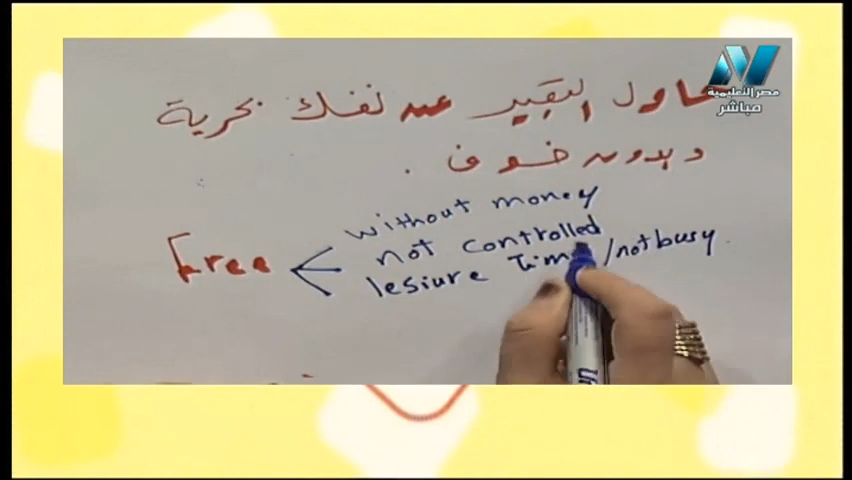 مصر التعليمية
مباشر
حاول التعبير عن نفسك بحرية
وبدون خوف .
Free
without money
not controlled
lesiure Time /not busy